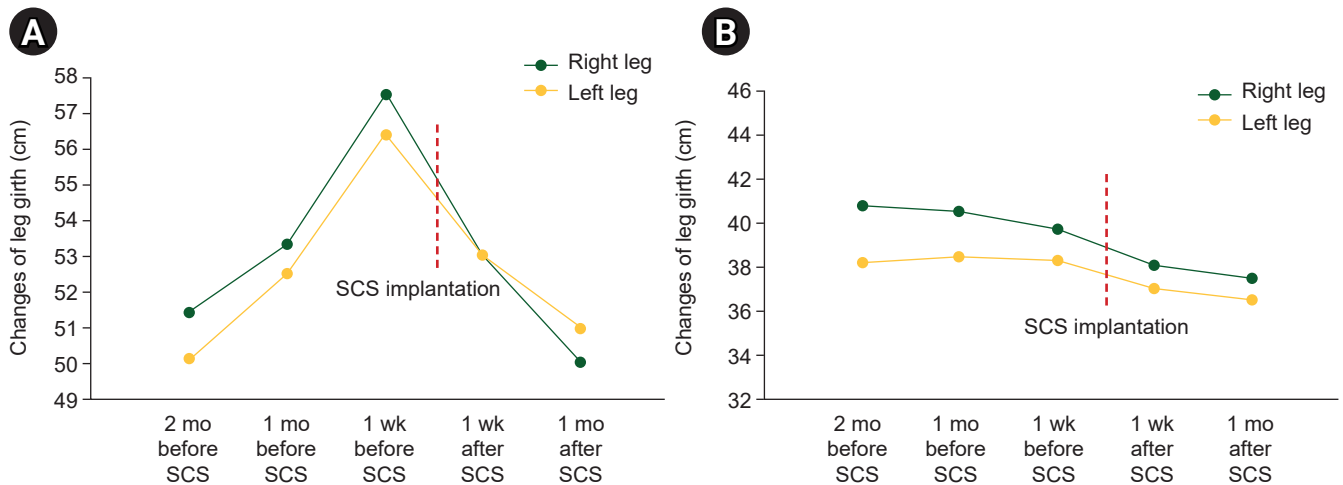 A
Changes of leg girth (cm)
58
57
56
55
54
53
52
51
50
49
Right leg
Left leg
SCS implantation
2 mo
before
SCS
1 mo
before
SCS
1 wk
before
SCS
1 wk
after
SCS
1 mo
after
SCS
B
Changes of leg girth (cm)
46
44
42
40
38
36
34
32
Right leg
Left leg
SCS implantation
2 mo
before
SCS
1 mo
before
SCS
1 wk
before
SCS
1 wk
after
SCS
1 mo
after
SCS